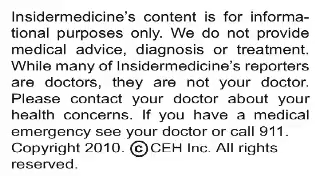 Insidermedicine's content is for informa-
tional purposes only. We do not provide
medical advice, diagnosis or treatment.
While many of Insidermedicine's reporters
are doctors, they are not your doctor.
Please contact your doctor about your
health concerns. If you have a medical
emergency see your doctor or call 911.
Copyright 2010. ©CEH Inc. All rights
reserved.